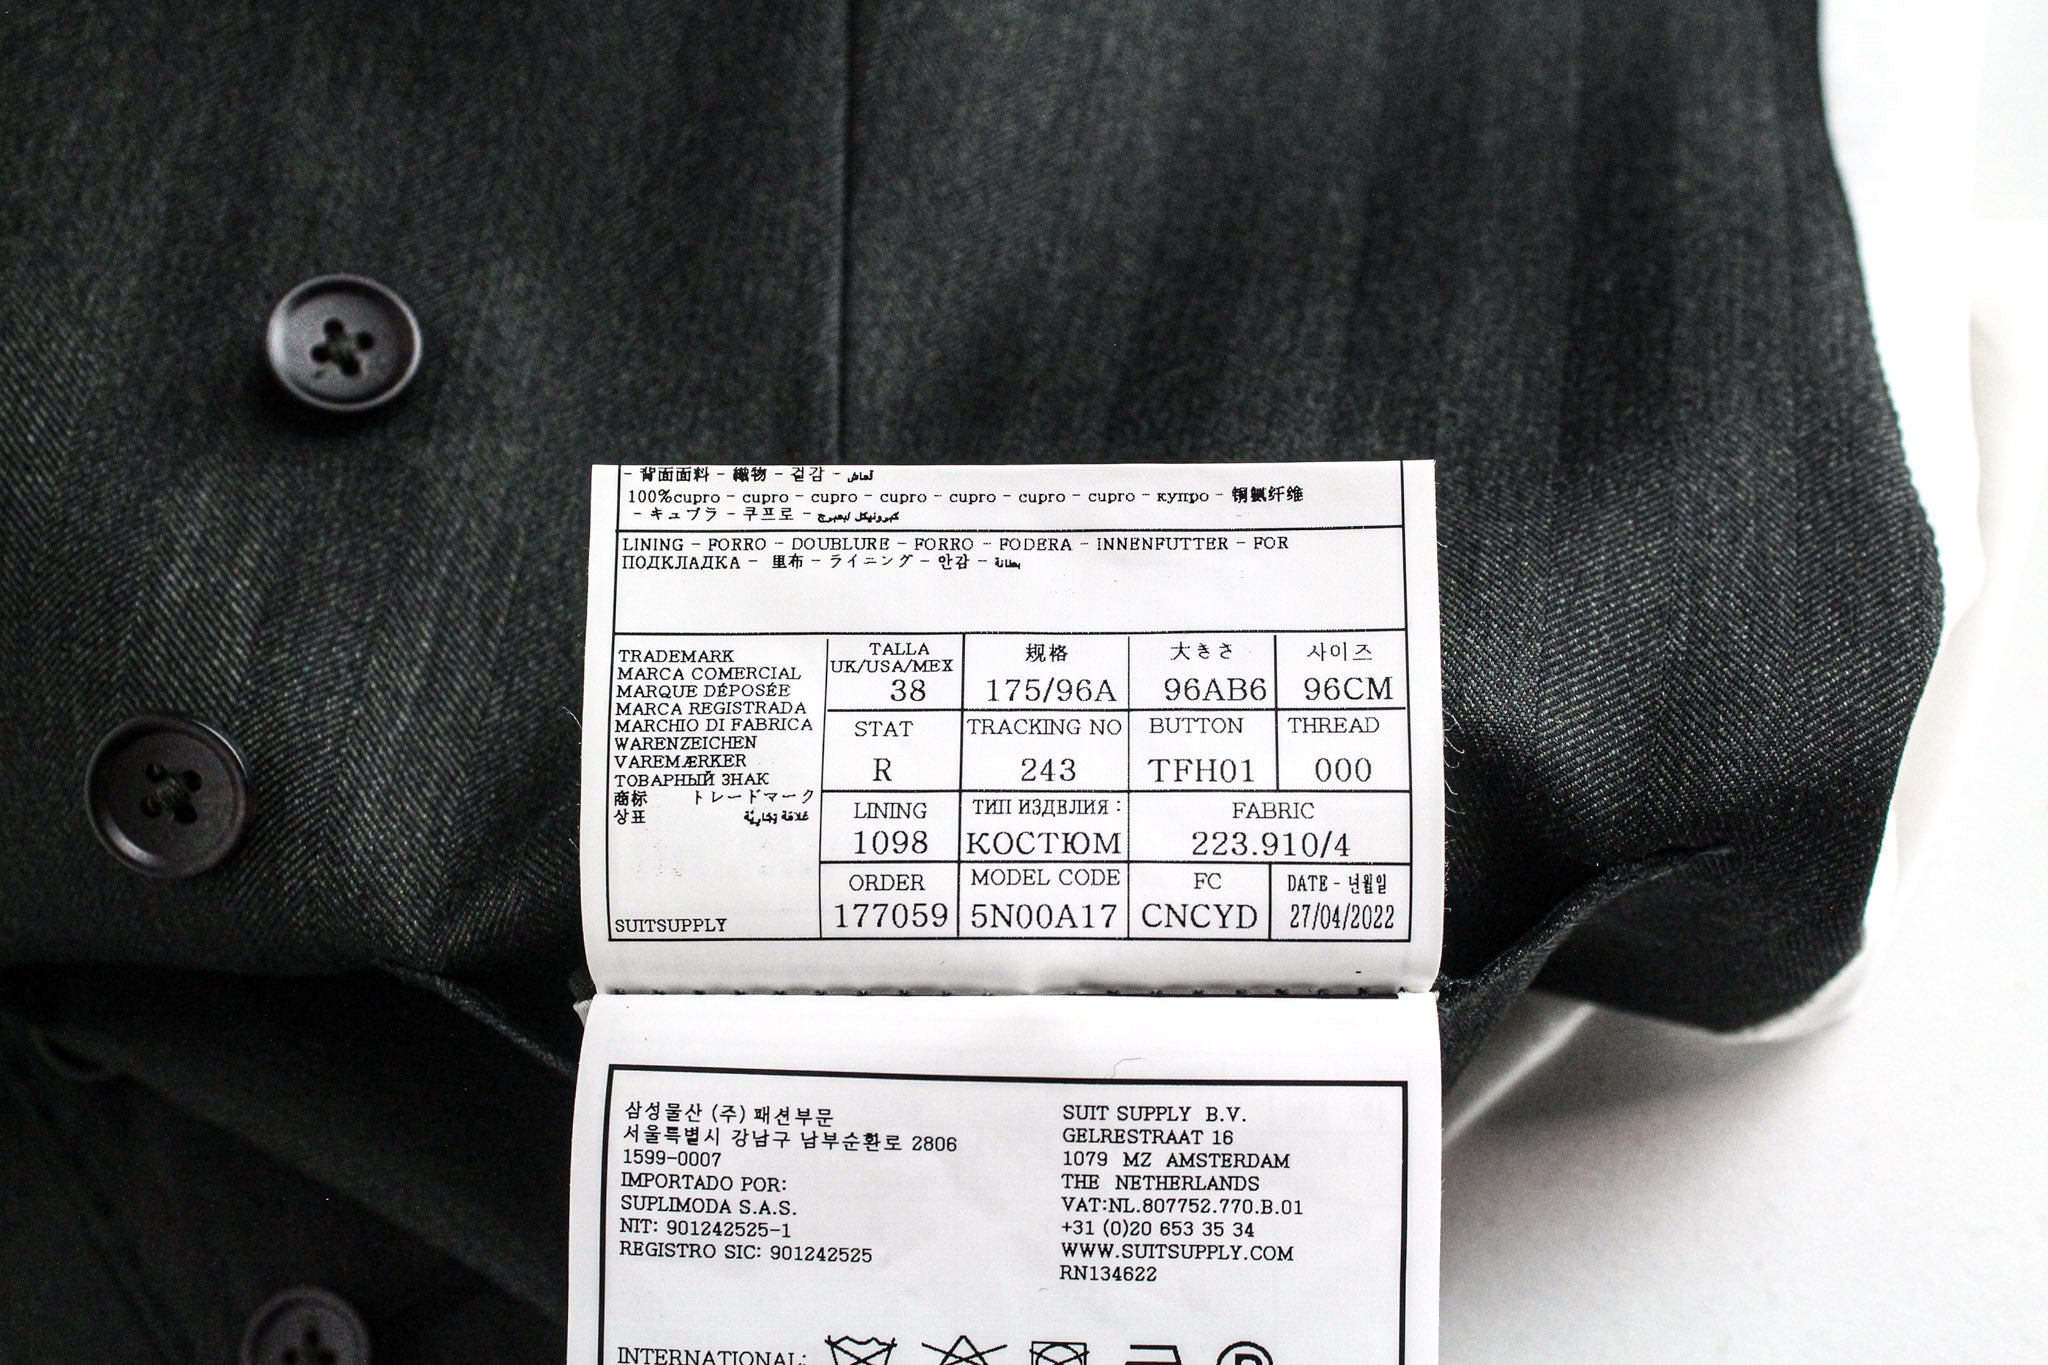 - 背面面料 - 織物 - 겉감 - قماش
100%cupro - cupro - cupro - cupro - cupro - cupro - cupro - купро - 铜氨纤维
- キュプラ - 쿠프로 -
LINING - FORRO - DOUBLURE - FORRO - FODERA - INNENFUTTER - FOR
ПОДКЛАДКА - 里布 - ライニング - 안감 - بطانة
TRADEMARK
MARCA COMERCIAL
MARQUE DÉPOSÉE
MARCA REGISTRADA
MARCHIO DI FABRICA
WARENZEICHEN
VAREMÆRKER
ТОВАРНЫЙ ЗНАК
商标 トレードマーク
상표 علامة تجارية
SUITSUPPLY
TALLA
UK/USA/MEX
38
规格
175/96A
大きさ
96AB6
사이즈
96CM
STAT
R
TRACKING NO
243
BUTTON
TFH01
THREAD
000
LINING
1098
ТИП ИЗДЕЛИЯ :
КОСТЮМ
FABRIC
223.910/4
ORDER
177059
MODEL CODE
5N00A17
FC
CNCYD
DATE - 년월일
27/04/2022
삼성물산 (주) 패션부문
서울특별시 강남구 남부순환로 2806
1599-0007
IMPORTADO POR:
SUPLIMODA S.A.S.
NIT: 901242525-1
REGISTRO SIC: 901242525
SUIT SUPPLY B.V.
GELRESTRAAT 16
1079 MZ AMSTERDAM
THE NETHERLANDS
VAT:NL.807752.770.B.01
+31 (0)20 653 35 34
WWW.SUITSUPPLY.COM
RN134622
INTERNATIONAL: P